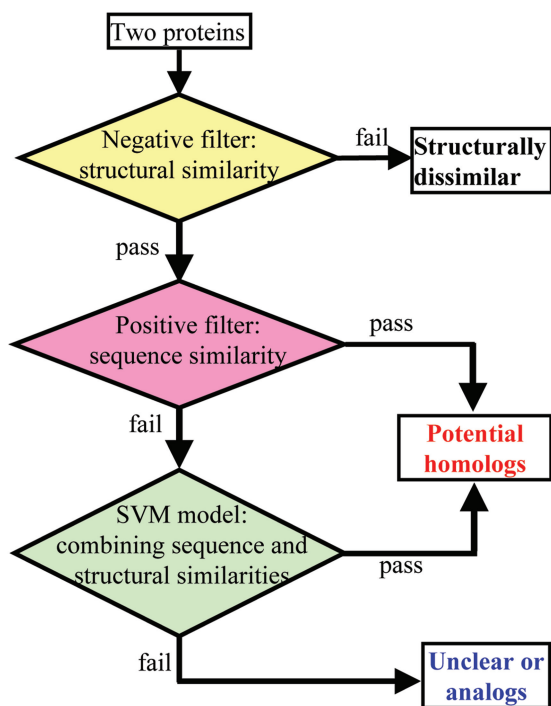 Two proteins
Negative filter:
structural similarity
fail
Structurally
dissimilar
pass
Positive filter:
sequence similarity
pass
fail
Potential
homologs
SVM model:
combining sequence and
structural similarities
pass
fail
Unclear or
analogs